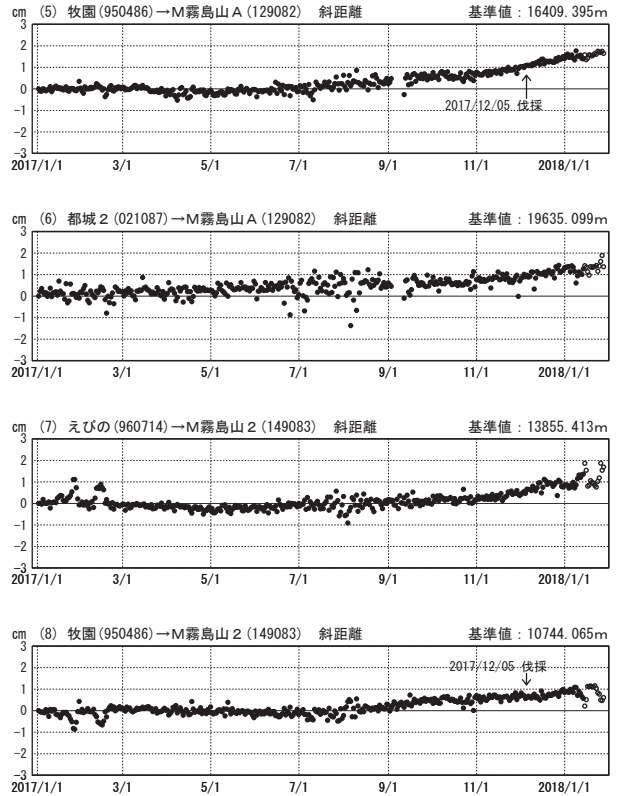 cm (5) 牧園(950486)→M霧島山A(129082) 斜距離 基準値：16409.395m
3
2
1
0
-1
-2
-3
2017/12/05 伐採
2017/1/1 3/1 5/1 7/1 9/1 11/1 2018/1/1
cm (6) 都城2(021087)→M霧島山A(129082) 斜距離 基準値：19635.099m
3
2
1
0
-1
-2
-3
2017/1/1 3/1 5/1 7/1 9/1 11/1 2018/1/1
cm (7) えびの(960714)→M霧島山2(149083) 斜距離 基準値：13855.413m
3
2
1
0
-1
-2
-3
2017/1/1 3/1 5/1 7/1 9/1 11/1 2018/1/1
cm (8) 牧園(950486)→M霧島山2(149083) 斜距離 基準値：10744.065m
3
2017/12/05 伐採
2
1
0
-1
-2
-3
2017/1/1 3/1 5/1 7/1 9/1 11/1 2018/1/1